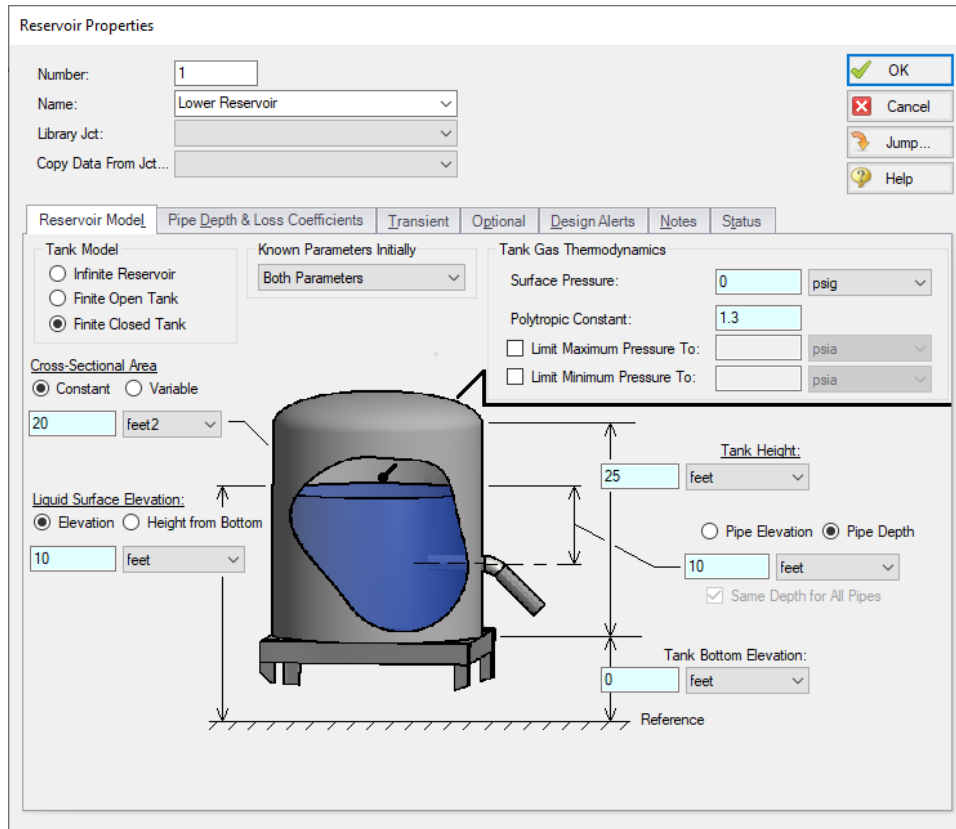 Reservoir Properties
Number: 1
Name: Lower Reservoir
Library Jct:
Copy Data From Jct...
OK
Cancel
Jump...
Help
Reservoir Model Pipe Depth & Loss Coefficients Transient Optional Design Alerts Notes Status
Tank Model
Infinite Reservoir
Finite Open Tank
Finite Closed Tank
Known Parameters Initially
Both Parameters
Tank Gas Thermodynamics
Surface Pressure: 0 psig
Polytropic Constant: 1.3
Limit Maximum Pressure To: psia
Limit Minimum Pressure To: psia
Cross-Sectional Area
Constant Variable
20 feet2
Liquid Surface Elevation:
Elevation Height from Bottom
10 feet
Tank Height:
25 feet
Pipe Elevation Pipe Depth
10 feet
Same Depth for All Pipes
Tank Bottom Elevation:
0 feet
Reference